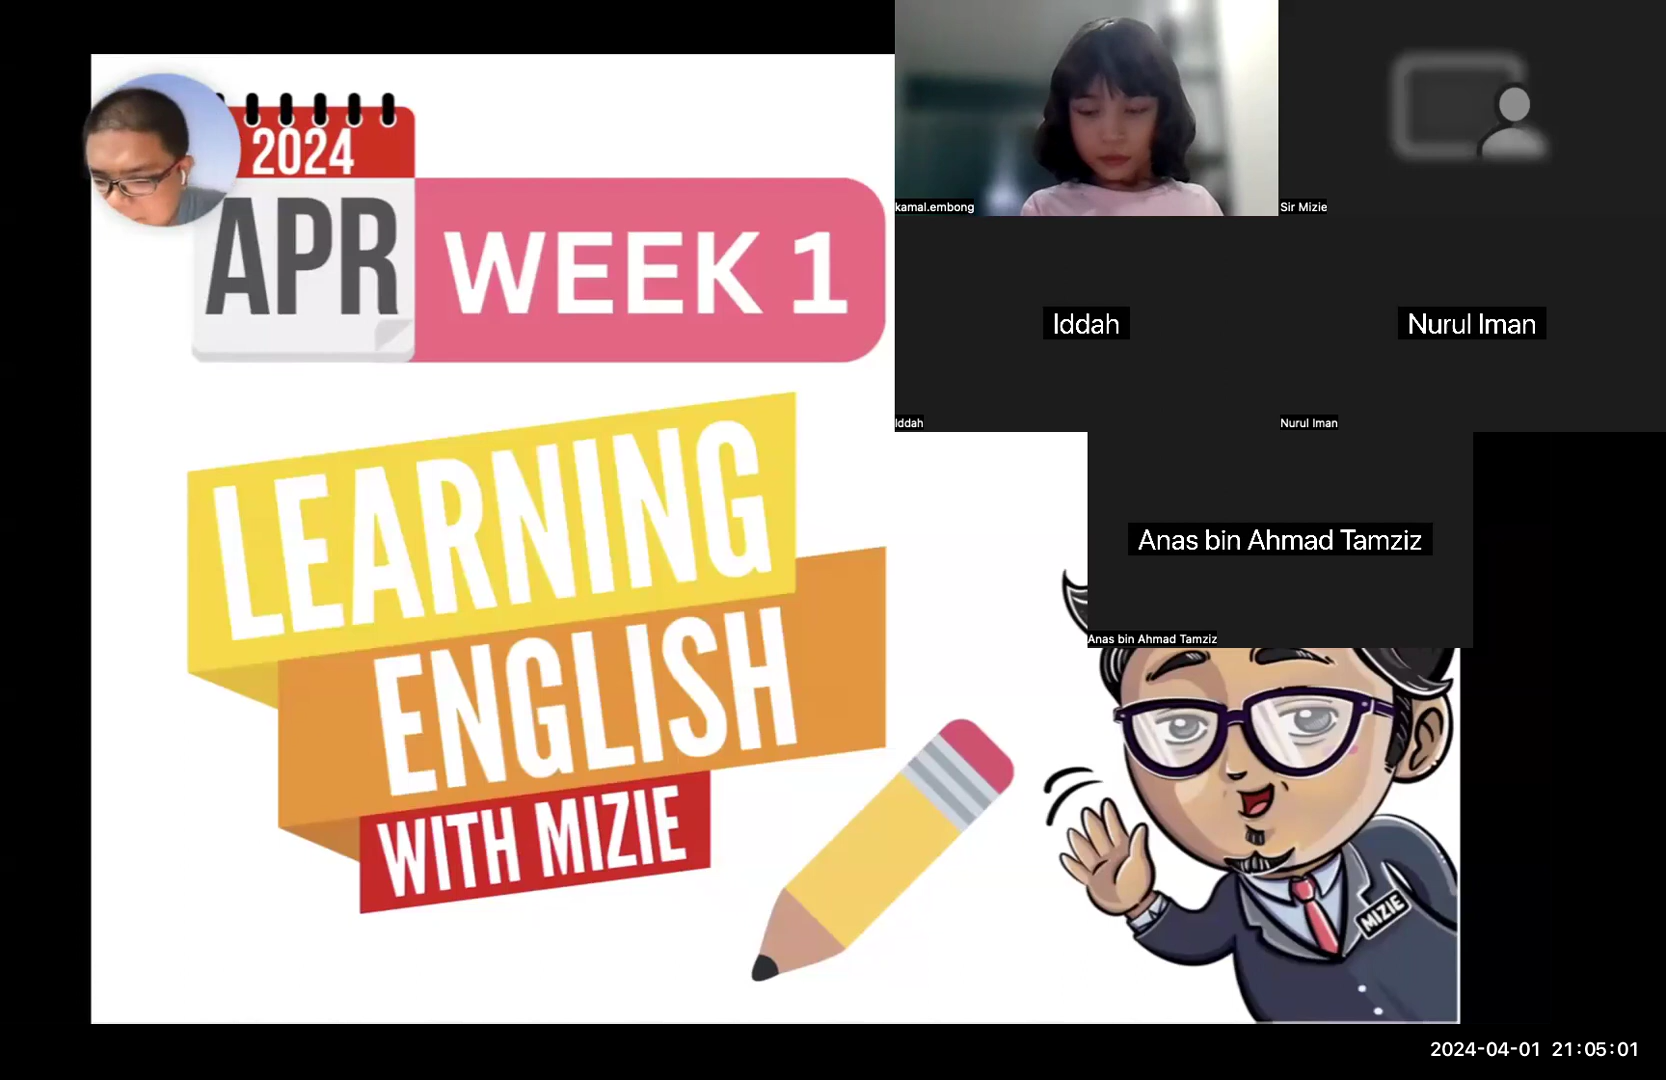 2024
APR
WEEK 1
LEARNING
ENGLISH
WITH MIZIE
MIZIE
kamal.embong
Sir Mizie
Iddah
Nurul Iman
Iddah
Nurul Iman
Anas bin Ahmad Tamziz
Anas bin Ahmad Tamziz
2024-04-01 21:05:01